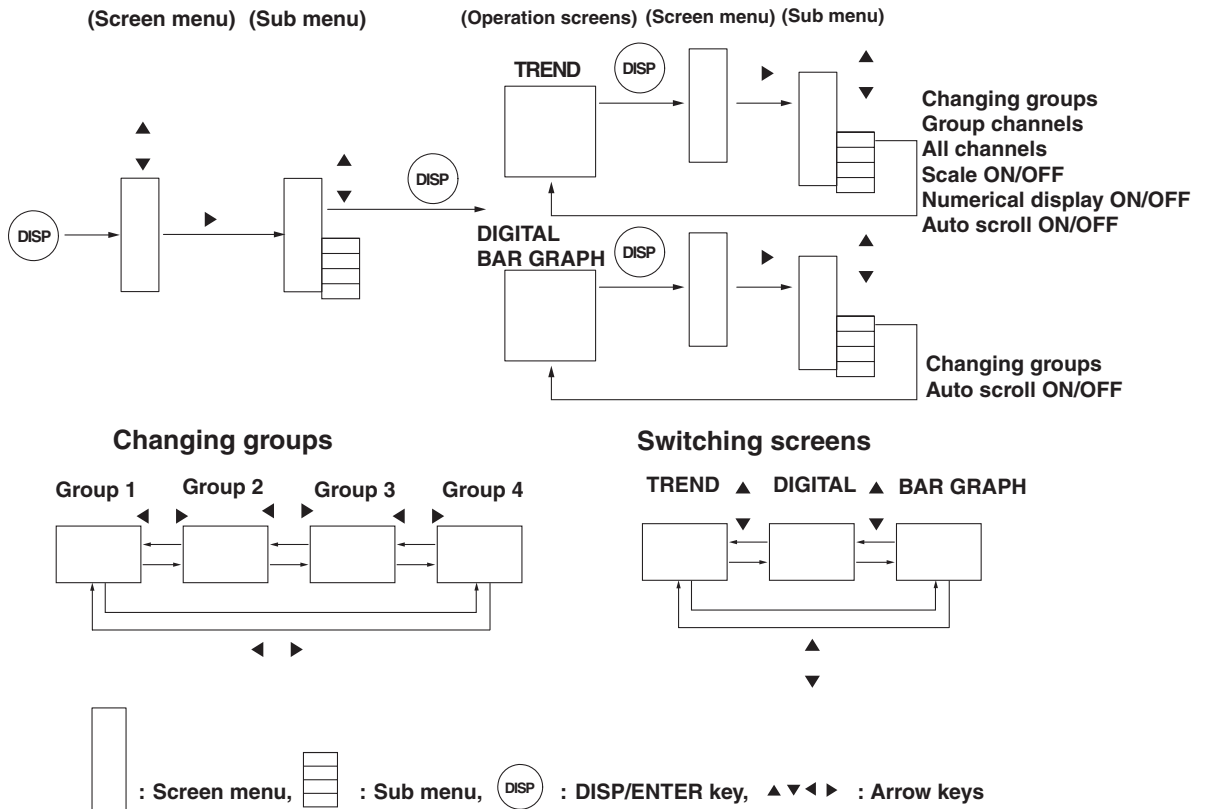 (Screen menu) (Sub menu)
(Operation screens) (Screen menu) (Sub menu)
DISP
DISP
TREND
DISP
Changing groups
Group channels
All channels
Scale ON/OFF
Numerical display ON/OFF
Auto scroll ON/OFF
DIGITAL
BAR GRAPH
DISP
Changing groups
Auto scroll ON/OFF
Changing groups
Group 1 Group 2 Group 3 Group 4
Switching screens
TREND ▲ DIGITAL ▲ BAR GRAPH
: Screen menu, : Sub menu, DISP : DISP/ENTER key, ▲ ▼ ◀ ▶ : Arrow keys